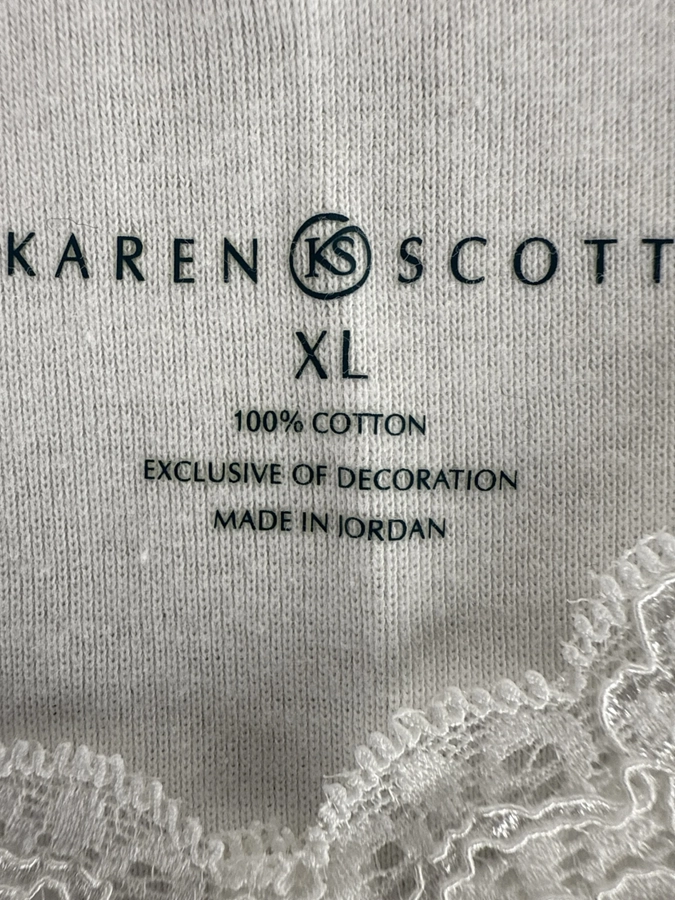 KAREN KS SCOTT
XL
100% COTTON
EXCLUSIVE OF DECORATION
MADE IN JORDAN